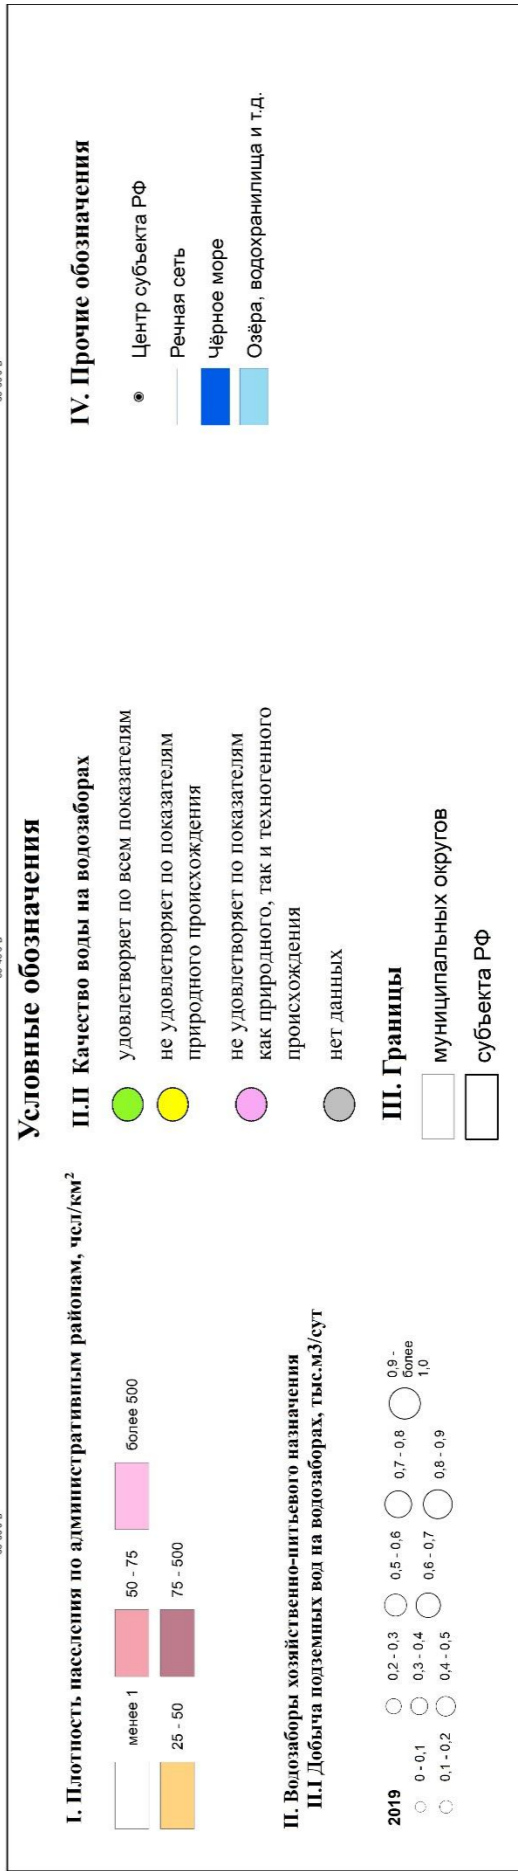 Условные обозначения
I. Плотность населения по административным районам, чел/км²
менее 1
50 - 75
более 500
25 - 50
75 - 500
II. Водозаборы хозяйственно-питьевого назначения
II.I Добыча подземных вод на водозаборах, тыс.м3/сут
2019
0 - 0,1
0,1 - 0,2
0,2 - 0,3
0,3 - 0,4
0,4 - 0,5
0,5 - 0,6
0,6 - 0,7
0,7 - 0,8
0,8 - 0,9
0,9 -
более
1,0
II.II Качество воды на водозаборах
удовлетворяет по всем показателям
не удовлетворяет по показателям
природного происхождения
не удовлетворяет по показателям
как природного, так и техногенного
происхождения
нет данных
III. Границы
муниципальных округов
субъекта РФ
IV. Прочие обозначения
Центр субъекта РФ
Речная сеть
Чёрное море
Озёра, водохранилища и т.д.